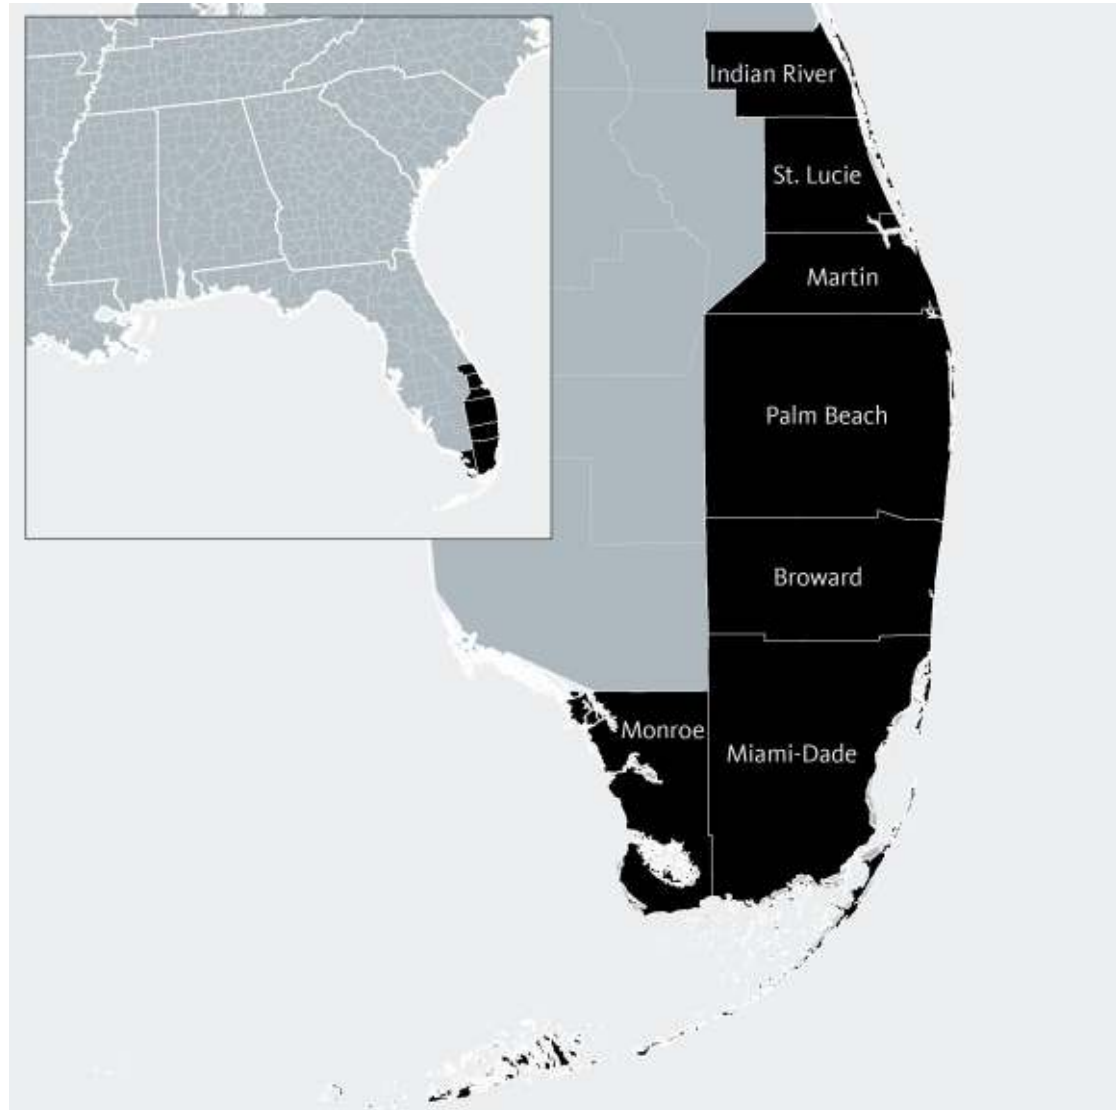 Indian River
St. Lucie
Martin
Palm Beach
Broward
Monroe
Miami-Dade